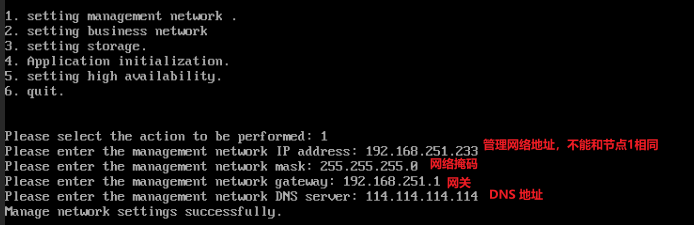 1. setting management network .
2. setting business network
3. setting storage.
4. Application initialization.
5. setting high availability.
6. quit.
Please select the action to be performed: 1
Please enter the management network IP address: 192.168.251.233 管理网络地址，不能和节点1相同
Please enter the management network mask: 255.255.255.0 网络掩码
Please enter the management network gateway: 192.168.251.1 网关
Please enter the management network DNS server: 114.114.114.114 DNS 地址
Manage network settings successfully.